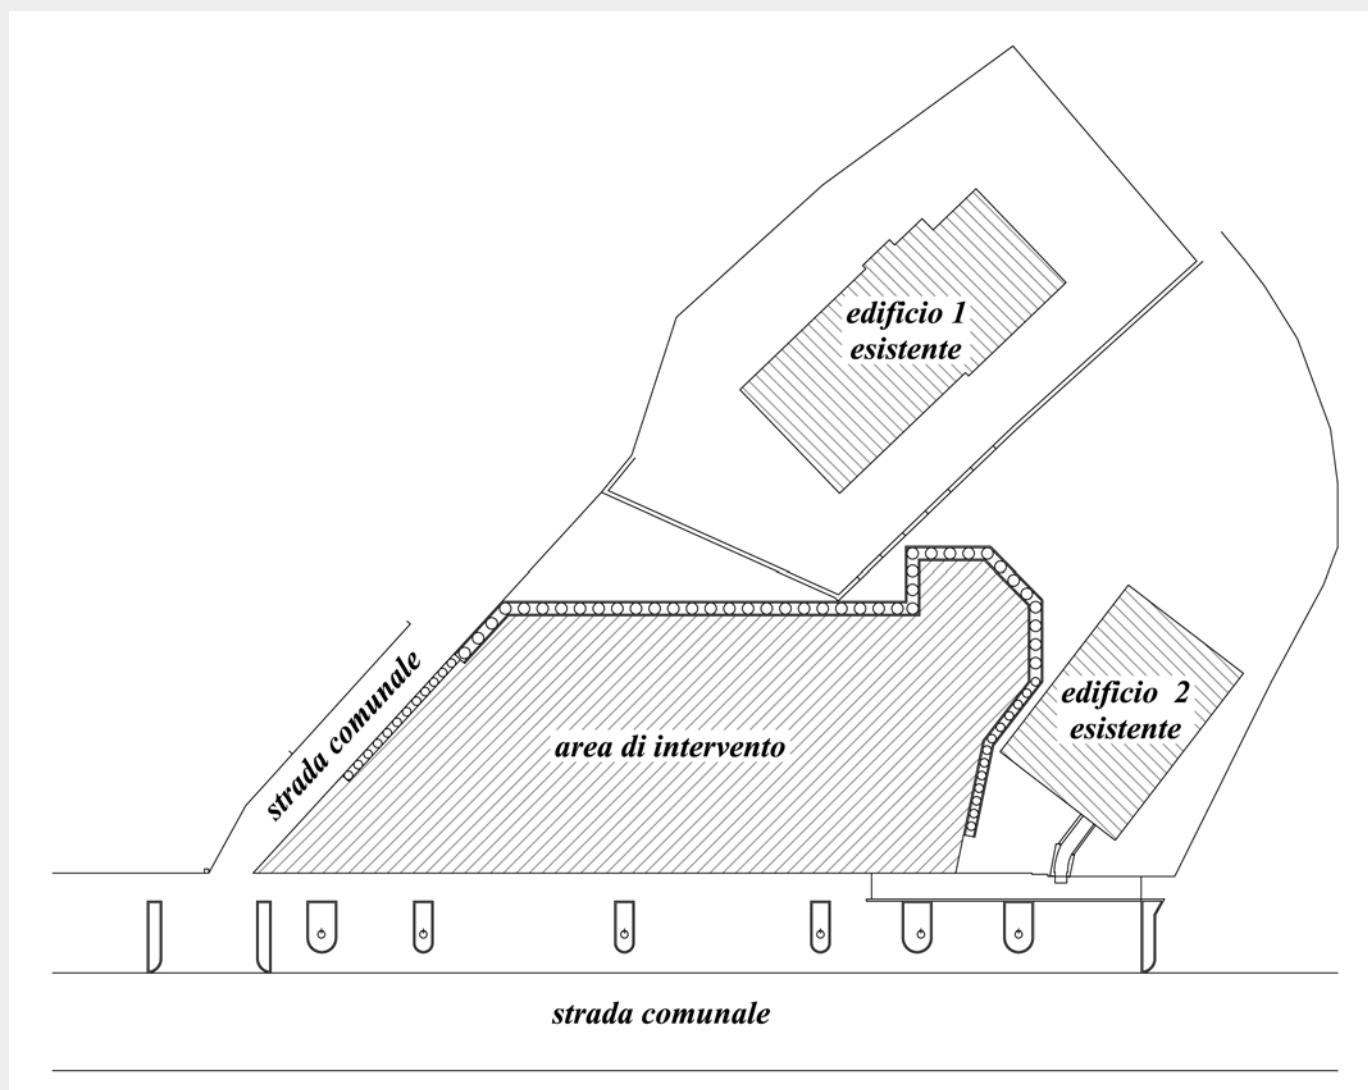 edificio 1
esistente
strada comunale
edificio 2
esistente
area di intervento
strada comunale